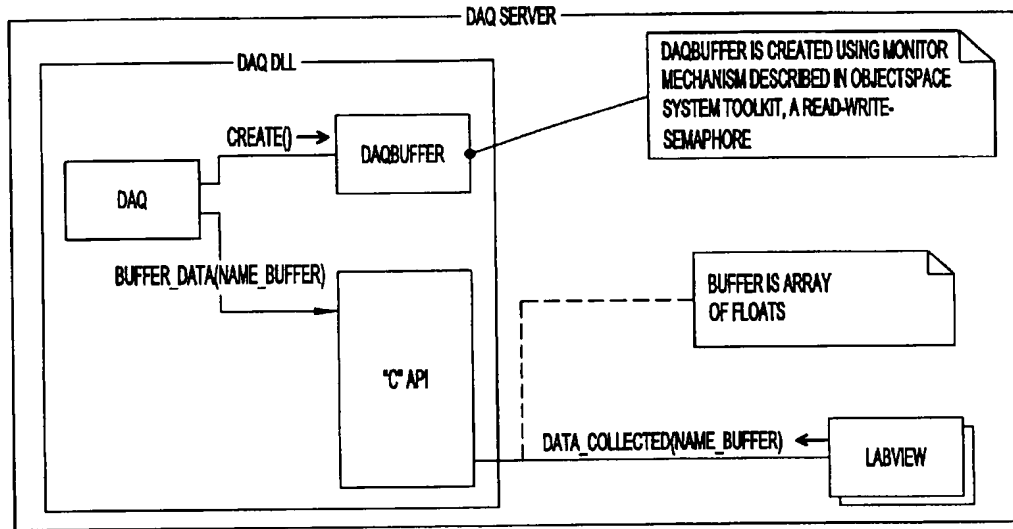 DAQ SERVER
DAQ DLL
DAQBUFFER IS CREATED USING MONITOR
MECHANISM DESCRIBED IN OBJECTSPACE
SYSTEM TOOLKIT, A READ-WRITE-
SEMAPHORE
CREATE()
DAQBUFFER
DAQ
BUFFER_DATA(NAME_BUFFER)
BUFFER IS ARRAY
OF FLOATS
"C" API
DATA_COLLECTED(NAME_BUFFER)
LABVIEW